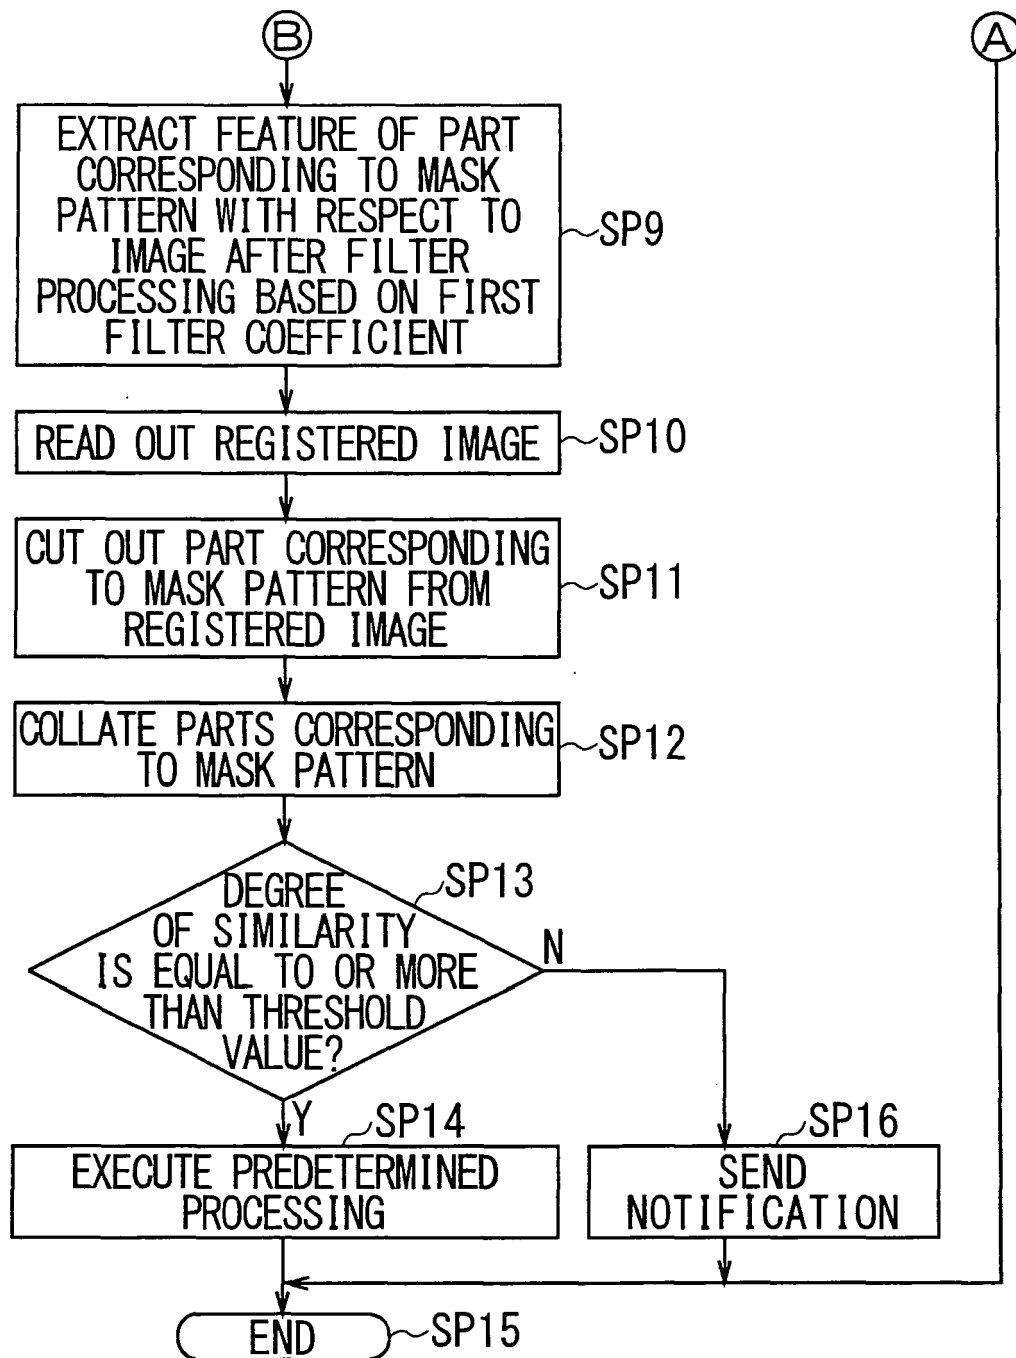 B
A
EXTRACT FEATURE OF PART
CORRESPONDING TO MASK
PATTERN WITH RESPECT TO
IMAGE AFTER FILTER
PROCESSING BASED ON FIRST
FILTER COEFFICIENT
SP9
READ OUT REGISTERED IMAGE
SP10
CUT OUT PART CORRESPONDING
TO MASK PATTERN FROM
REGISTERED IMAGE
SP11
COLLATE PARTS CORRESPONDING
TO MASK PATTERN
SP12
DEGREE
OF SIMILARITY
IS EQUAL TO OR MORE
THAN THRESHOLD
VALUE?
SP13
N
Y
SP14
EXECUTE PREDETERMINED
PROCESSING
SP16
SEND
NOTIFICATION
END
SP15